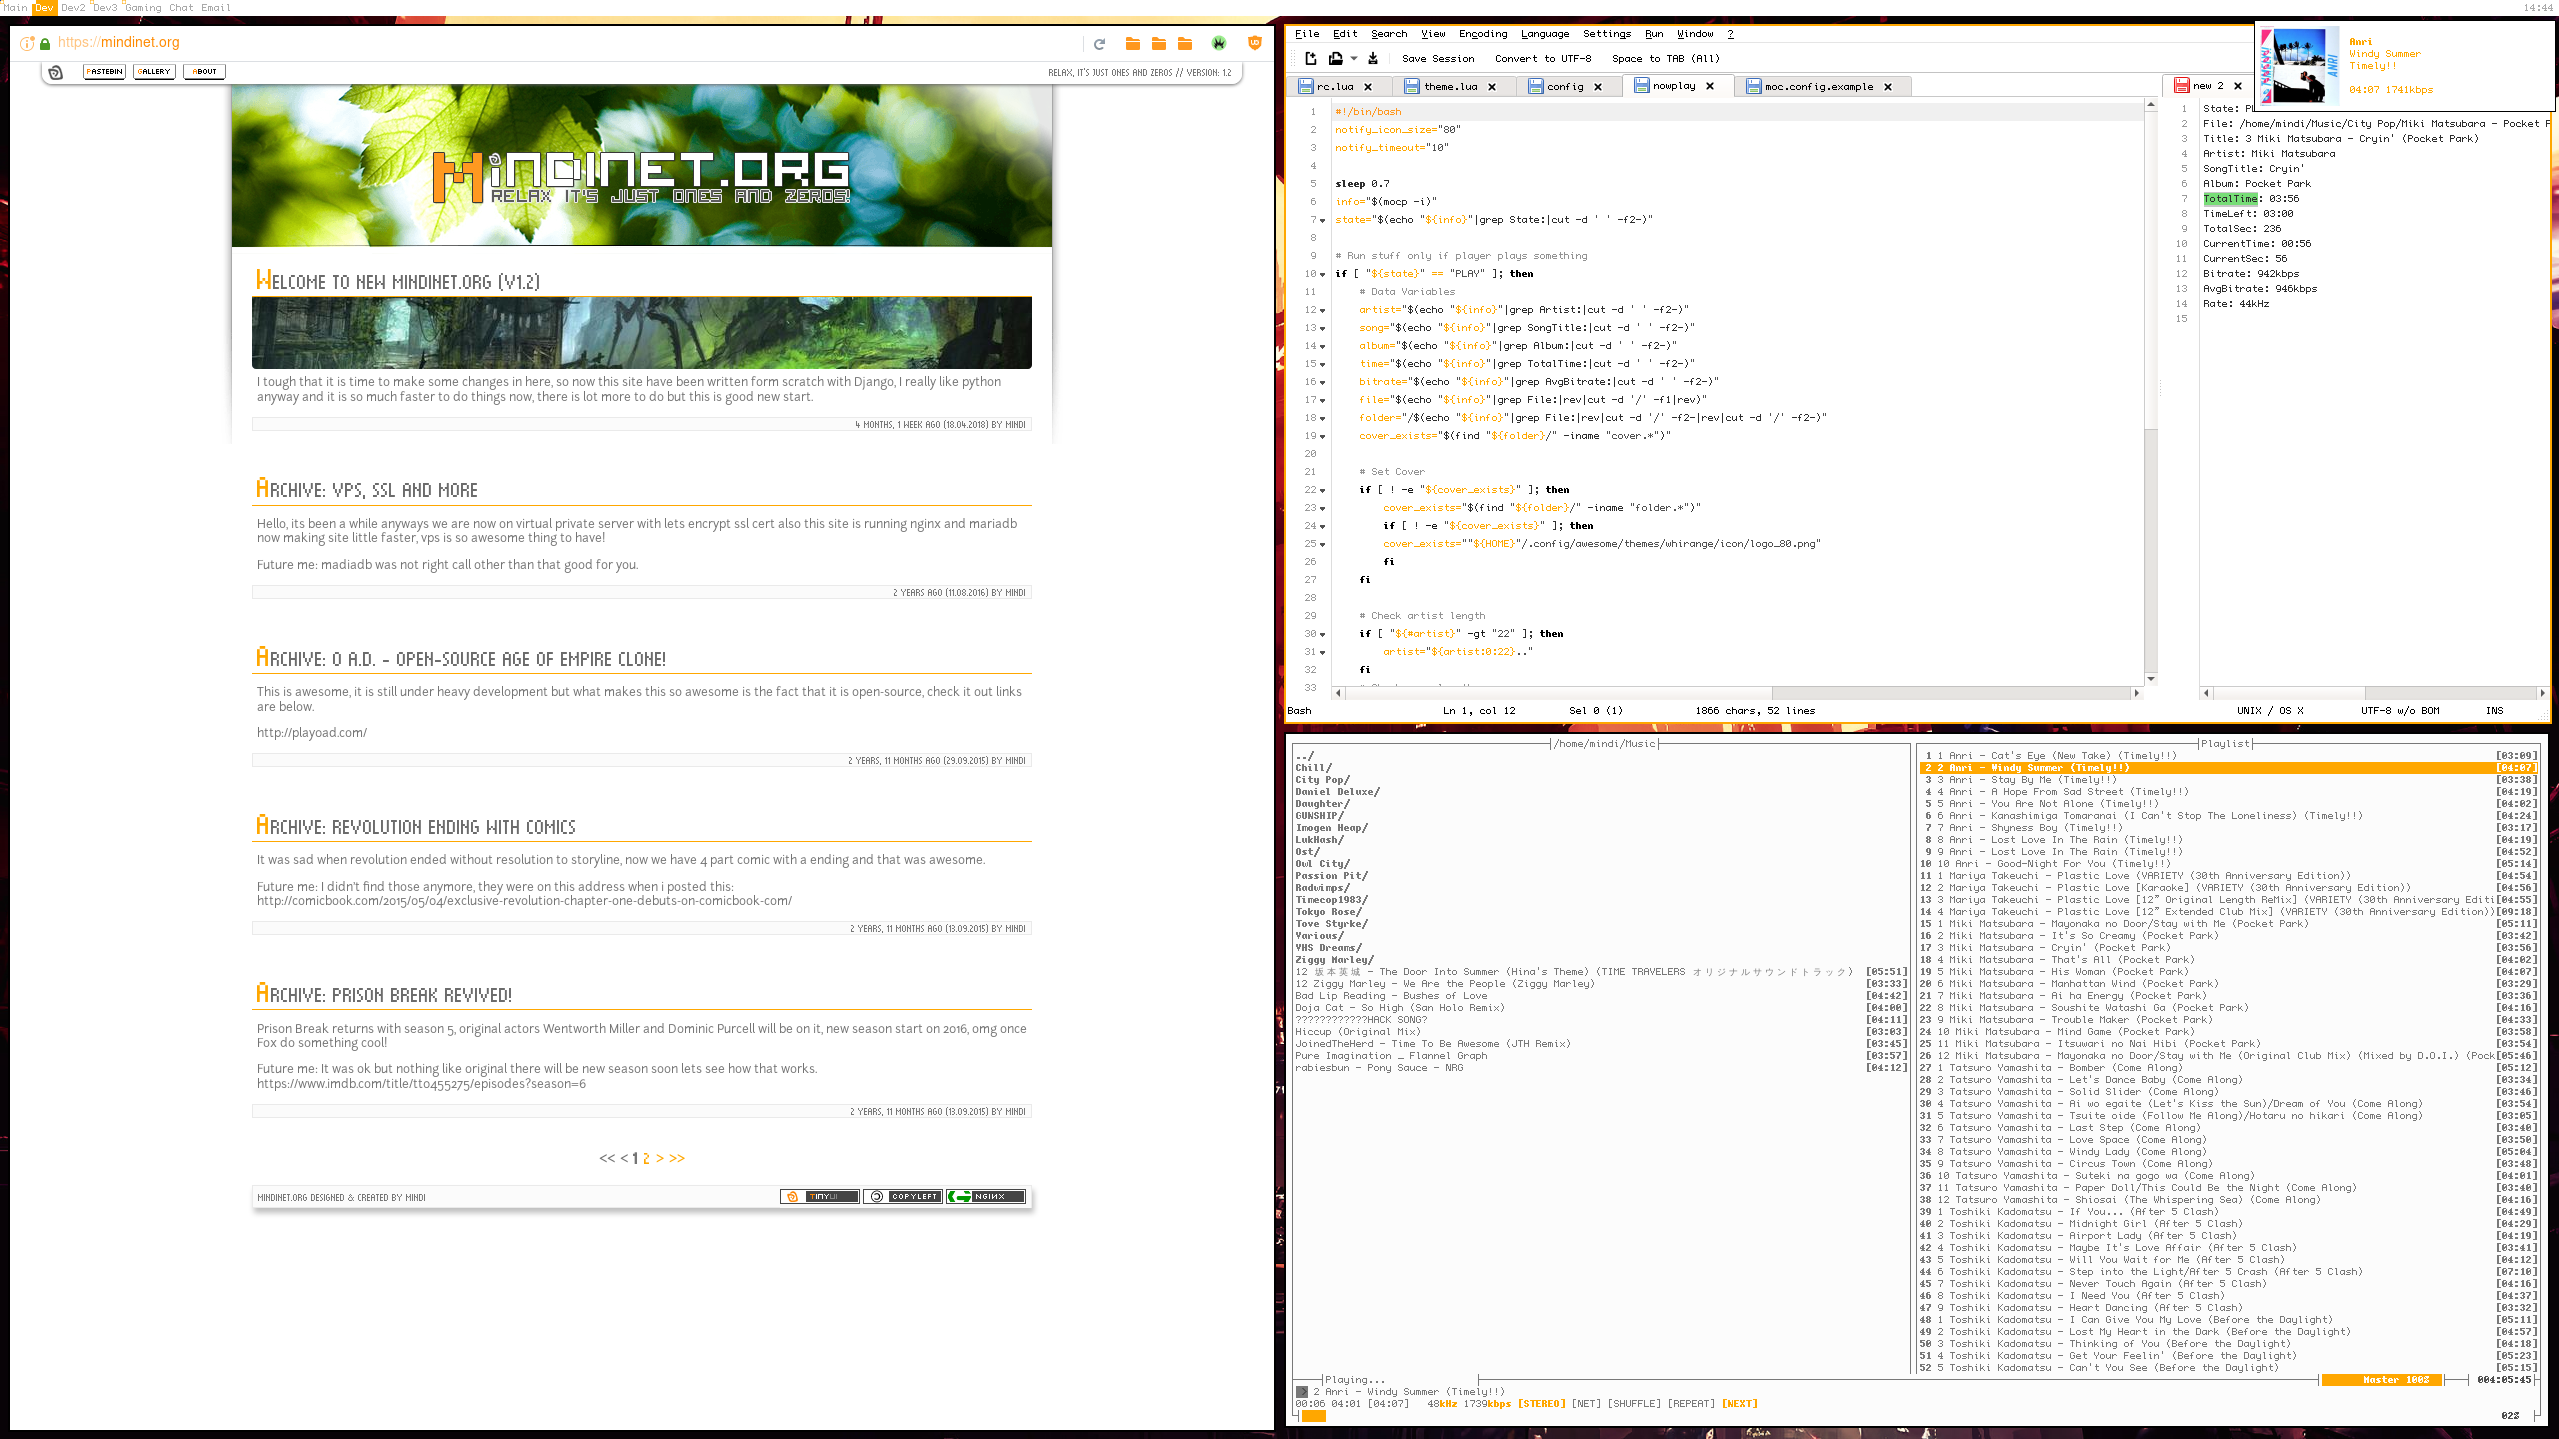 Main Dev Dev2 Dev3 Gaming Chat Email
14:44
https://mindinet.org
PASTEBIN GALLERY ABOUT
RELAX, IT'S JUST ONES AND ZEROS // VERSION: 1.2
MINDINET.ORG
RELAX IT'S JUST ONES AND ZEROS!
WELCOME TO NEW MINDINET.ORG (V1.2)
I tough that it is time to make some changes in here, so now this site have been written form scratch with Django, I really like python
anyway and it is so much faster to do things now, there is lot more to do but this is good new start.
4 MONTHS, 1 WEEK AGO (18.04.2018) BY MINDI
ARCHIVE: VPS, SSL AND MORE
Hello, its been a while anyways we are now on virtual private server with lets encrypt ssl cert also this site is running nginx and mariadb
now making site little faster, vps is so awesome thing to have!
Future me: madiadb was not right call other than that good for you.
2 YEARS AGO (11.08.2016) BY MINDI
ARCHIVE: 0 A.D. - OPEN-SOURCE AGE OF EMPIRE CLONE!
This is awesome, it is still under heavy development but what makes this so awesome is the fact that it is open-source, check it out links
are below.
http://playoad.com/
2 YEARS, 11 MONTHS AGO (29.09.2015) BY MINDI
ARCHIVE: REVOLUTION ENDING WITH COMICS
It was sad when revolution ended without resolution to storyline, now we have 4 part comic with a ending and that was awesome.
Future me: I didn't find those anymore, they were on this address when i posted this:
http://comicbook.com/2015/05/04/exclusive-revolution-chapter-one-debuts-on-comicbook-com/
2 YEARS, 11 MONTHS AGO (13.09.2015) BY MINDI
ARCHIVE: PRISON BREAK REVIVED!
Prison Break returns with season 5, original actors Wentworth Miller and Dominic Purcell will be on it, new season start on 2016, omg once
Fox do something cool!
Future me: It was ok but nothing like original there will be new season soon lets see how that works.
https://www.imdb.com/title/tt0455275/episodes?season=6
2 YEARS, 11 MONTHS AGO (13.09.2015) BY MINDI
<< < 1 2 > >>
MINDINET.ORG DESIGNED & CREATED BY MINDI
TINYUI COPYLEFT NGINX
File Edit Search View Encoding Language Settings Run Window ?
Save Session Convert to UTF-8 Space to TAB (All)
rc.lua theme.lua config nowplay moc.config.example
1 #!/bin/bash
2 notify_icon_size="80"
3 notify_timeout="10"
4
5 sleep 0.7
6 info="$(mocp -i)"
7 state="$(echo "${info}"|grep State:|cut -d ' ' -f2-)"
8
9 # Run stuff only if player plays something
10 if [ "${state}" == "PLAY" ]; then
11 # Data Variables
12 artist="$(echo "${info}"|grep Artist:|cut -d ' ' -f2-)"
13 song="$(echo "${info}"|grep SongTitle:|cut -d ' ' -f2-)"
14 album="$(echo "${info}"|grep Album:|cut -d ' ' -f2-)"
15 time="$(echo "${info}"|grep TotalTime:|cut -d ' ' -f2-)"
16 bitrate="$(echo "${info}"|grep AvgBitrate:|cut -d ' ' -f2-)"
17 file="$(echo "${info}"|grep File:|rev|cut -d '/' -f1|rev)"
18 folder="/$(echo "${info}"|grep File:|rev|cut -d '/' -f2-|rev|cut -d '/' -f2-)"
19 cover_exists="$(find "${folder}/" -iname "cover.*")"
20
21 # Set Cover
22 if [ ! -e "${cover_exists}" ]; then
23 cover_exists="$(find "${folder}/" -iname "folder.*")"
24 if [ ! -e "${cover_exists}" ]; then
25 cover_exists=""${HOME}"/.config/awesome/themes/whirange/icon/logo_80.png"
26 fi
27 fi
28
29 # Check artist length
30 if [ "${#artist}" -gt "22" ]; then
31 artist="${artist:0:22}.."
32 fi
33
Bash Ln 1, col 12 Sel 0 (1) 1866 chars, 52 lines UNIX / OS X UTF-8 w/o BOM INS
new 2
1 State: PL
2 File: /home/mindi/Music/City Pop/Miki Matsubara - Pocket P
3 Title: 3 Miki Matsubara - Cryin' (Pocket Park)
4 Artist: Miki Matsubara
5 SongTitle: Cryin'
6 Album: Pocket Park
7 TotalTime: 03:56
8 TimeLeft: 03:00
9 TotalSec: 236
10 CurrentTime: 00:56
11 CurrentSec: 56
12 Bitrate: 942kbps
13 AvgBitrate: 946kbps
14 Rate: 44kHz
15
ANRI
Anri
Windy Summer
Timely!!
04:07 1741kbps
/home/mindi/Music
../
Chill/
City Pop/
Daniel Deluxe/
Daughter/
GUNSHIP/
Imogen Heap/
LukHash/
Ost/
Owl City/
Passion Pit/
Radwimps/
Timecop1983/
Tokyo Rose/
Tove Styrke/
Various/
VHS Dreams/
Ziggy Marley/
12 坂本英城 - The Door Into Summer (Hina's Theme) (TIME TRAVELERS オリジナルサウンドトラック) [05:51]
12 Ziggy Marley - We Are the People (Ziggy Marley) [03:33]
Bad Lip Reading - Bushes of Love [04:42]
Doja Cat - So High (San Holo Remix) [04:00]
????????????HACK SONG? [04:11]
Hiccup (Original Mix) [03:03]
JoinedTheHerd - Time To Be Awesome (JTH Remix) [03:45]
Pure Imagination _ Flannel Graph [03:57]
rabiesbun - Pony Sauce - NRG [04:12]
Playlist
1 1 Anri - Cat's Eye (New Take) (Timely!!) [03:09]
2 2 Anri - Windy Summer (Timely!!) [04:07]
3 3 Anri - Stay By Me (Timely!!) [03:38]
4 4 Anri - A Hope From Sad Street (Timely!!) [04:19]
5 5 Anri - You Are Not Alone (Timely!!) [04:02]
6 6 Anri - Kanashimiga Tomaranai (I Can't Stop The Loneliness) (Timely!!) [04:24]
7 7 Anri - Shyness Boy (Timely!!) [03:17]
8 8 Anri - Lost Love In The Rain (Timely!!) [04:19]
9 9 Anri - Lost Love In The Rain (Timely!!) [04:52]
10 10 Anri - Good-Night For You (Timely!!) [05:14]
11 1 Mariya Takeuchi - Plastic Love (VARIETY (30th Anniversary Edition)) [04:54]
12 2 Mariya Takeuchi - Plastic Love [Karaoke] (VARIETY (30th Anniversary Edition)) [04:56]
13 3 Mariya Takeuchi - Plastic Love [12” Original Length ReMix] (VARIETY (30th Anniversary Editi[04:55]
14 4 Mariya Takeuchi - Plastic Love [12” Extended Club Mix] (VARIETY (30th Anniversary Edition))[09:18]
15 1 Miki Matsubara - Mayonaka no Door/Stay with Me (Pocket Park) [05:11]
16 2 Miki Matsubara - It's So Creamy (Pocket Park) [03:42]
17 3 Miki Matsubara - Cryin' (Pocket Park) [03:56]
18 4 Miki Matsubara - That's All (Pocket Park) [04:02]
19 5 Miki Matsubara - His Woman (Pocket Park) [04:07]
20 6 Miki Matsubara - Manhattan Wind (Pocket Park) [03:29]
21 7 Miki Matsubara - Ai ha Energy (Pocket Park) [03:36]
22 8 Miki Matsubara - Soushite Watashi Ga (Pocket Park) [04:16]
23 9 Miki Matsubara - Trouble Maker (Pocket Park) [04:33]
24 10 Miki Matsubara - Mind Game (Pocket Park) [03:58]
25 11 Miki Matsubara - Itsuwari no Nai Hibi (Pocket Park) [03:54]
26 12 Miki Matsubara - Mayonaka no Door/Stay with Me (Original Club Mix) (Mixed by D.O.I.) (Pock[05:46]
27 1 Tatsuro Yamashita - Bomber (Come Along) [05:12]
28 2 Tatsuro Yamashita - Let's Dance Baby (Come Along) [03:34]
29 3 Tatsuro Yamashita - Solid Slider (Come Along) [03:46]
30 4 Tatsuro Yamashita - Ai wo egaite (Let's Kiss the Sun)/Dream of You (Come Along) [03:54]
31 5 Tatsuro Yamashita - Tsuite oide (Follow Me Along)/Hotaru no hikari (Come Along) [03:05]
32 6 Tatsuro Yamashita - Last Step (Come Along) [03:40]
33 7 Tatsuro Yamashita - Love Space (Come Along) [03:50]
34 8 Tatsuro Yamashita - Windy Lady (Come Along) [05:04]
35 9 Tatsuro Yamashita - Circus Town (Come Along) [03:48]
36 10 Tatsuro Yamashita - Suteki na gogo wa (Come Along) [04:01]
37 11 Tatsuro Yamashita - Paper Doll/This Could Be the Night (Come Along) [03:40]
38 12 Tatsuro Yamashita - Shiosai (The Whispering Sea) (Come Along) [04:16]
39 1 Toshiki Kadomatsu - If You... (After 5 Clash) [04:49]
40 2 Toshiki Kadomatsu - Midnight Girl (After 5 Clash) [04:29]
41 3 Toshiki Kadomatsu - Airport Lady (After 5 Clash) [04:19]
42 4 Toshiki Kadomatsu - Maybe It's Love Affair (After 5 Clash) [03:41]
43 5 Toshiki Kadomatsu - Will You Wait for Me (After 5 Clash) [04:12]
44 6 Toshiki Kadomatsu - Step into the Light/After 5 Crash (After 5 Clash) [07:10]
45 7 Toshiki Kadomatsu - Never Touch Again (After 5 Clash) [04:16]
46 8 Toshiki Kadomatsu - I Need You (After 5 Clash) [04:37]
47 9 Toshiki Kadomatsu - Heart Dancing (After 5 Clash) [03:32]
48 1 Toshiki Kadomatsu - I Can Give You My Love (Before the Daylight) [05:11]
49 2 Toshiki Kadomatsu - Lost My Heart in the Dark (Before the Daylight) [04:57]
50 3 Toshiki Kadomatsu - Thinking of You (Before the Daylight) [04:18]
51 4 Toshiki Kadomatsu - Get Your Feelin' (Before the Daylight) [05:23]
52 5 Toshiki Kadomatsu - Can't You See (Before the Daylight) [05:15]
Playing... Master 100% 004:05:45
> 2 Anri - Windy Summer (Timely!!)
00:06 04:01 [04:07] 48kHz 1739kbps [STEREO] [NET] [SHUFFLE] [REPEAT] [NEXT]
02%